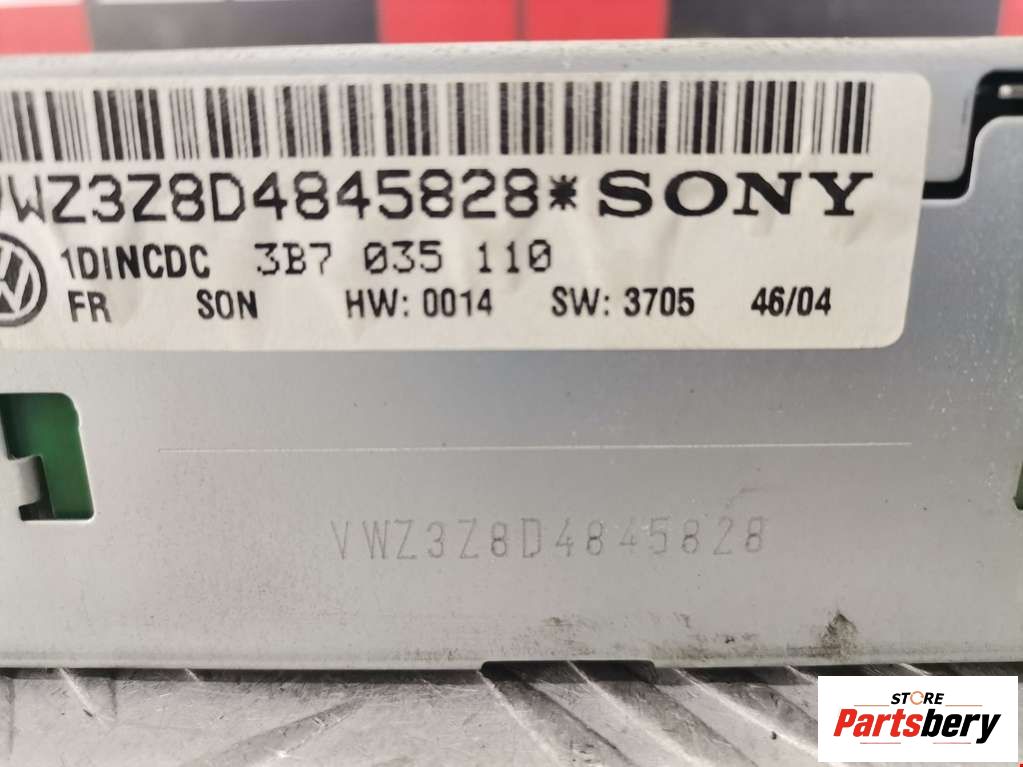 VWZ3Z8D4845828* SONY
1DINCDC 3B7 035 110
FR SON HW: 0014 SW: 3705 46/04
VWZ3Z8D4845828
STORE
Partsbery